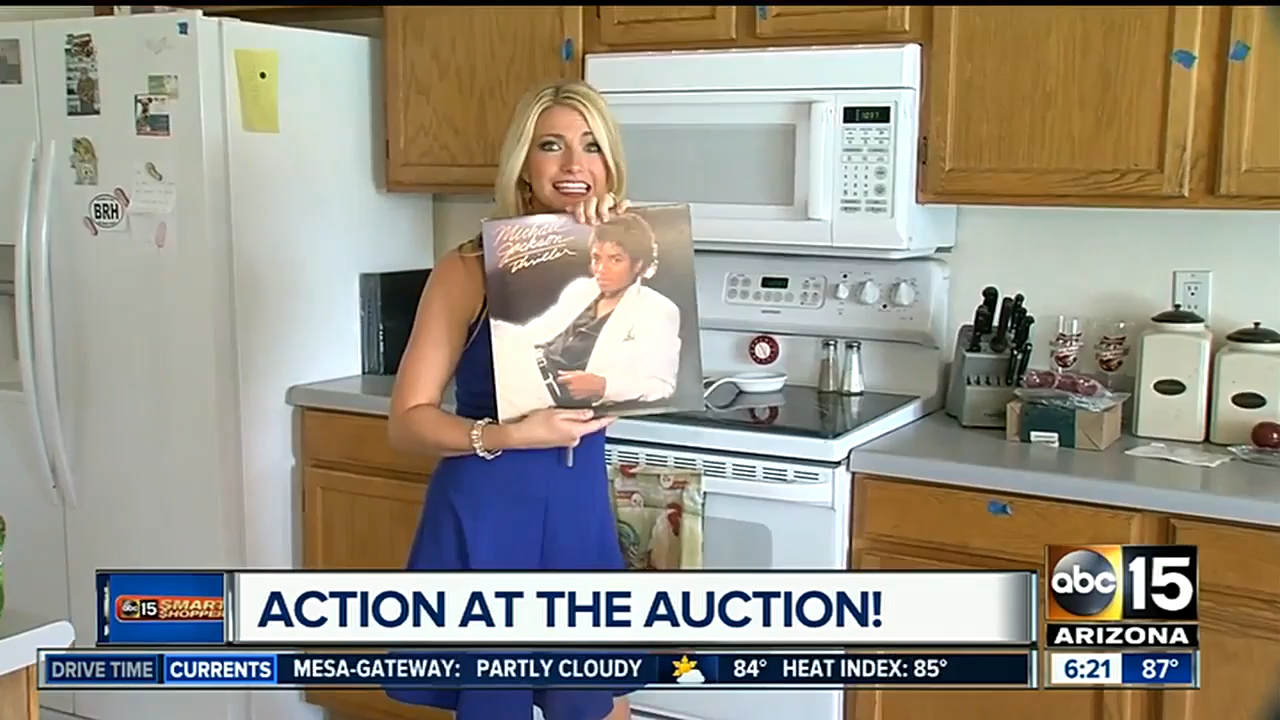 BRH
Michael
Jackson
Thriller
abc 15 SMART
SHOPPER
ACTION AT THE AUCTION!
abc 15
ARIZONA
DRIVE TIME CURRENTS MESA-GATEWAY: PARTLY CLOUDY 84° HEAT INDEX: 85°
6:21 87°